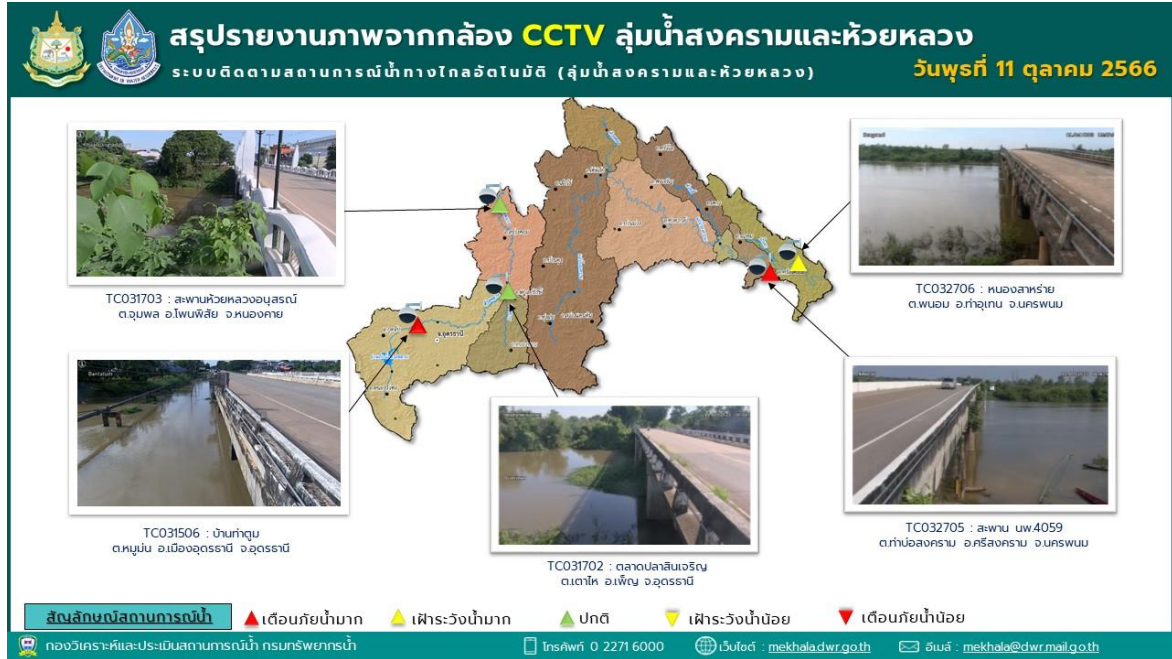 สรุปรายงานภาพจากกล้อง CCTV ลุ่มน้ำสงครามและห้วยหลวง
ระบบติดตามสถานการณ์น้ำทางไกลอัตโนมัติ (ลุ่มน้ำสงครามและห้วยหลวง)
วันพุธที่ 11 ตุลาคม 2566
TC031703 : สะพานห้วยหลวงอนุสรณ์
ต.จุมพล อ.โพนพิสัย จ.หนองคาย
TC032706 : หนองสาหร่าย
ต.พนอม อ.ท่าอุเทน จ.นครพนม
จ.อุดรธานี
Bantatum
TC031506 : บ้านท่าตูม
ต.หมูม่น อ.เมืองอุดรธานี จ.อุดรธานี
TC031702 : ตลาดปลาสินเจริญ
ต.เตาไห อ.เพ็ญ จ.อุดรธานี
TC032705 : สะพาน นพ.4059
ต.ท่าบ่อสงคราม อ.ศรีสงคราม จ.นครพนม
สัญลักษณ์สถานการณ์น้ำ
เตือนภัยน้ำมาก
เฝ้าระวังน้ำมาก
ปกติ
เฝ้าระวังน้ำน้อย
เตือนภัยน้ำน้อย
กองวิเคราะห์และประเมินสถานการณ์น้ำ กรมทรัพยากรน้ำ
โทรศัพท์ 0 2271 6000
เว็บไซต์ : mekhala.dwr.go.th
อีเมล์ : mekhala@dwr.mail.go.th